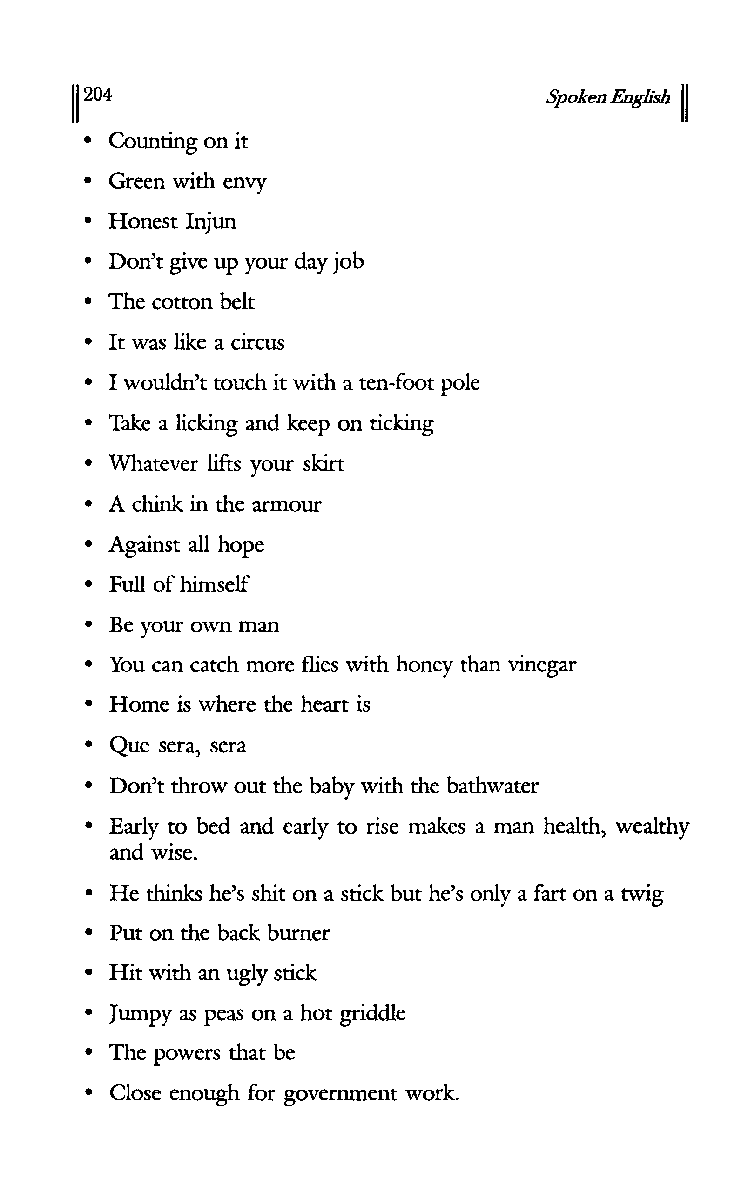 204 Spoken English
• Counting on it
• Green with envy
• Honest Injun
• Don't give up your day job
• The cotton belt
• It was like a circus
• I wouldn't touch it with a ten-foot pole
• Take a licking and keep on ticking
• Whatever lifts your skirt
• A chink in the armour
• Against all hope
• Full of himself
• Be your own man
• You can catch more flies with honey than vinegar
• Home is where the heart is
• Que sera, sera
• Don't throw out the baby with the bathwater
• Early to bed and early to rise makes a man health, wealthy
and wise.
• He thinks he's shit on a stick but he's only a fart on a twig
• Put on the back burner
• Hit with an ugly stick
• Jumpy as peas on a hot griddle
• The powers that be
• Close enough for government work.